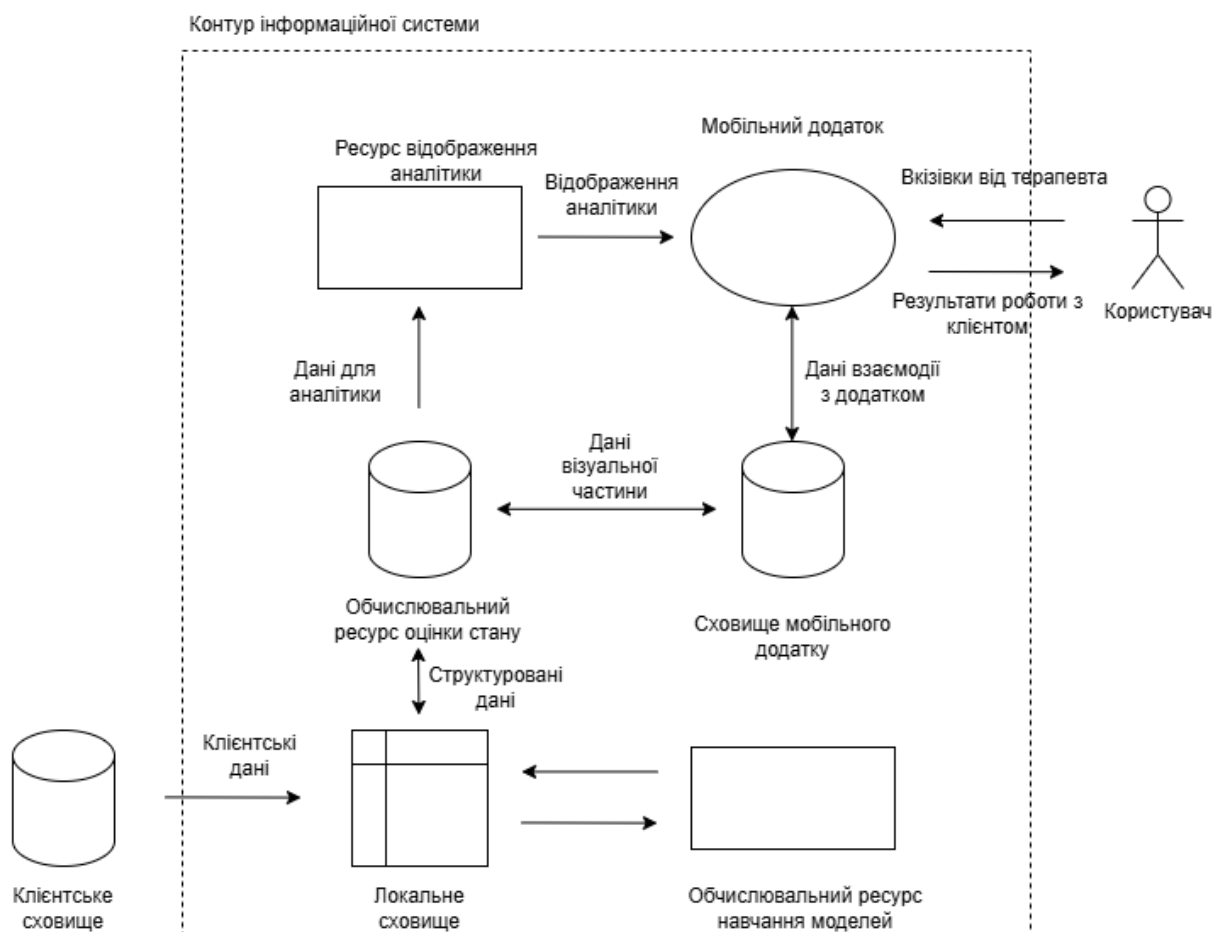 Контур інформаційної системи
Мобільний додаток
Ресурс відображення
аналітики
Відображення
аналітики
Вкізівки від терапевта
Результати роботи з
клієнтом
Користувач
Дані для
аналітики
Дані взаємодії
з додатком
Дані
візуальної
частини
Обчислювальний
ресурс оцінки стану
Сховище мобільного
додатку
Структуровані
дані
Клієнтські
дані
Клієнтське
сховище
Локальне
сховище
Обчислювальний ресурс
навчання моделей